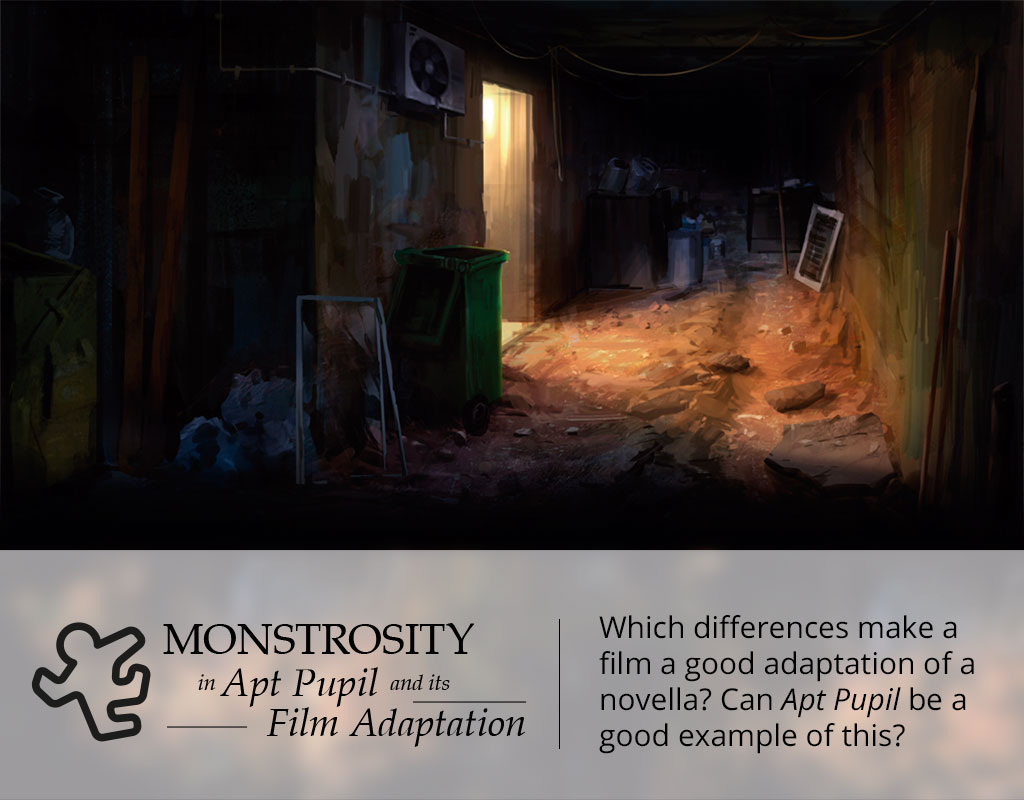 MONSTROSITY
in Apt Pupil and its
Film Adaptation
Which differences make a
film a good adaptation of a
novella? Can Apt Pupil be a
good example of this?